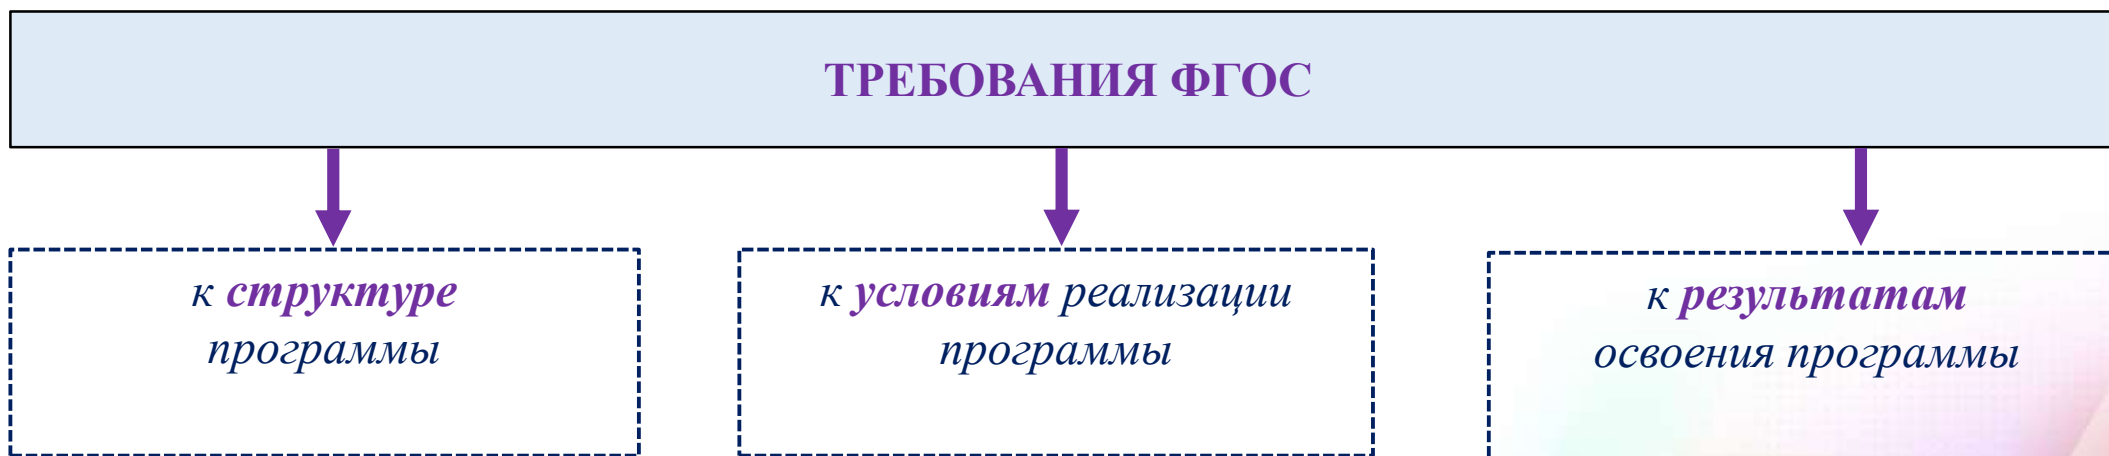 ТРЕБОВАНИЯ ФГОС
к структуре
программы
к условиям реализации
программы
к результатам
освоения программы